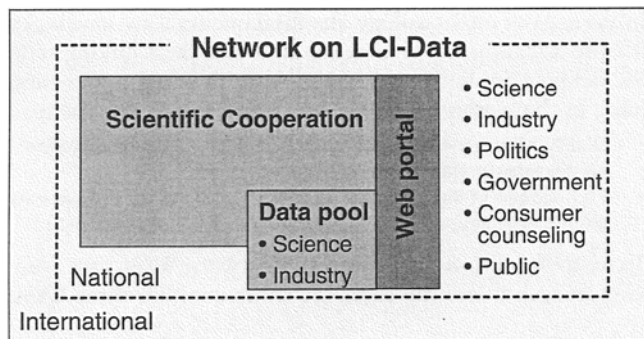 Network on LCI-Data
Scientific Cooperation
Web portal
Data pool
• Science
• Industry
• Science
• Industry
• Politics
• Government
• Consumer
counseling
• Public
National
International